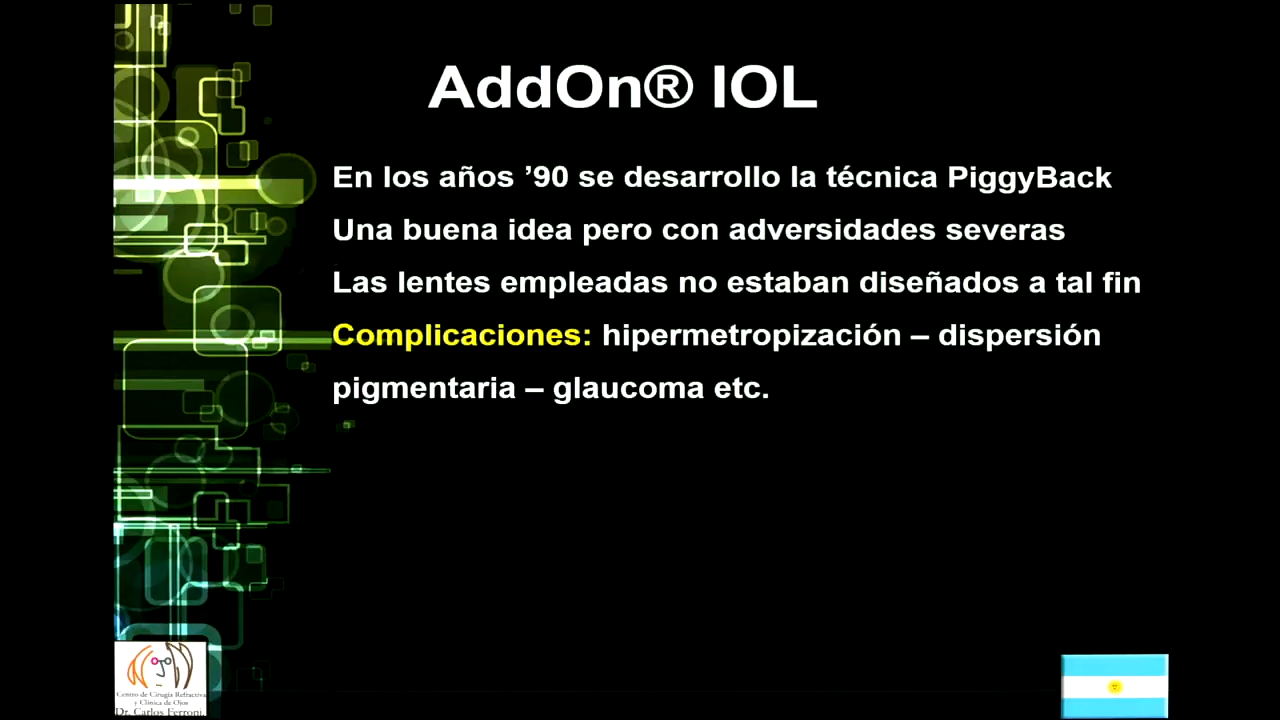 AddOn® IOL
En los años ’90 se desarrollo la técnica PiggyBack
Una buena idea pero con adversidades severas
Las lentes empleadas no estaban diseñados a tal fin
Complicaciones: hipermetropización – dispersión
pigmentaria – glaucoma etc.
Centro de Cirugía Refractiva
y Clínica de Ojos
Dr. Carlos Ferroni